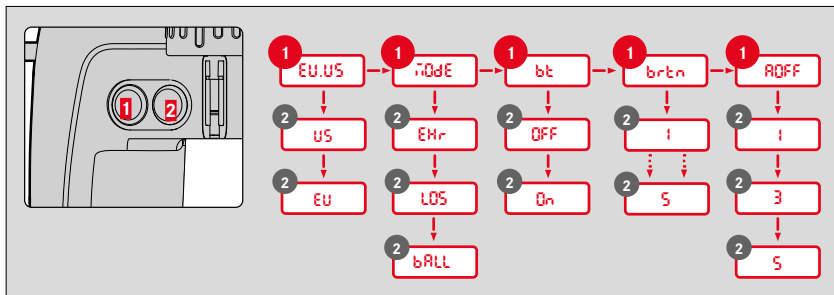 1 2
1 EU.US 1 MOdE 1 bt 1 brtn 1 AOFF
2 US 2 EHr 2 OFF 2 1 2 1
2 EU 2 LOS 2 On 2 5 2 3
2 bALL 2 5